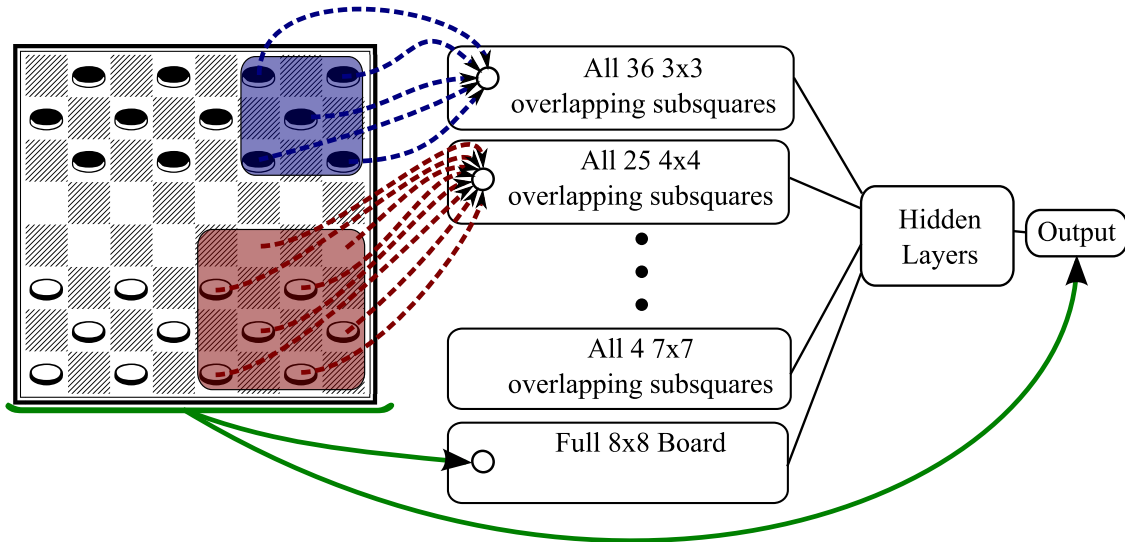 All 36 3x3
overlapping subsquares
All 25 4x4
overlapping subsquares
All 4 7x7
overlapping subsquares
Full 8x8 Board
Hidden
Layers
Output